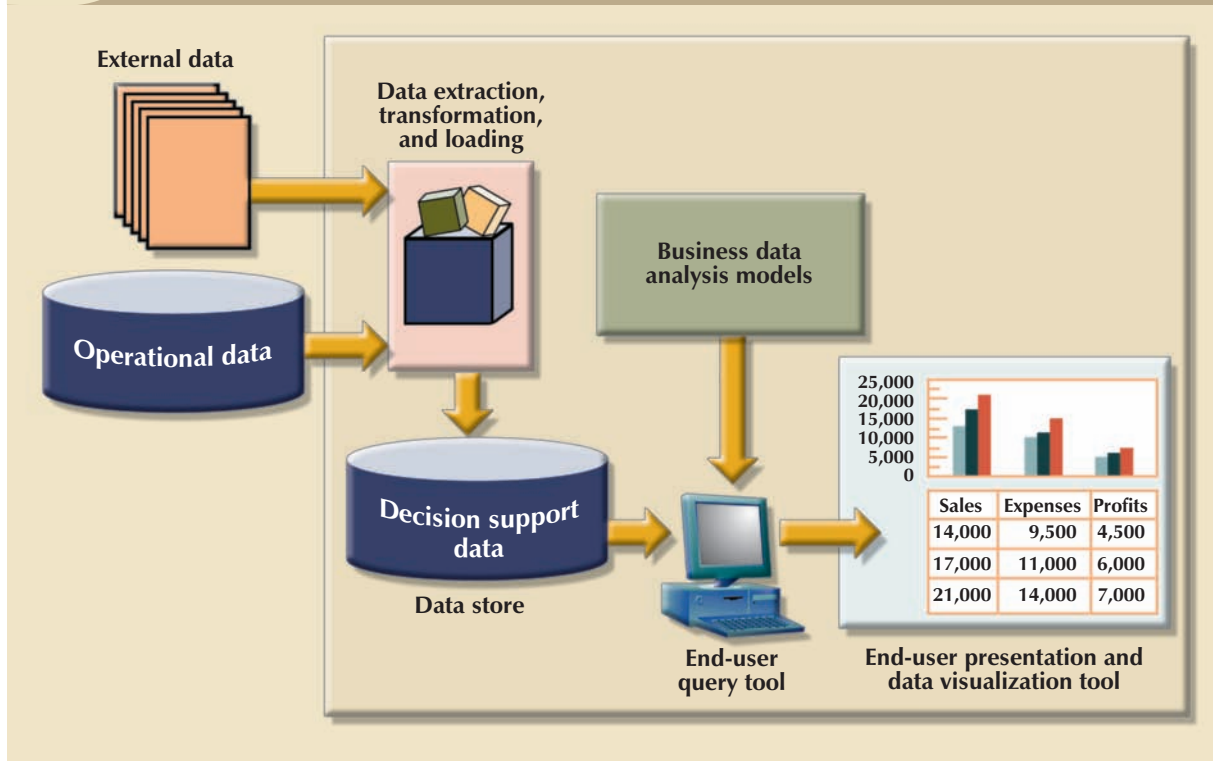 External data
Data extraction,
transformation,
and loading
Business data
analysis models
Operational data
Decision support
data
Data store
End-user
query tool
25,000
20,000
15,000
10,000
5,000
0
Sales Expenses Profits
14,000 9,500 4,500
17,000 11,000 6,000
21,000 14,000 7,000
End-user presentation and
data visualization tool